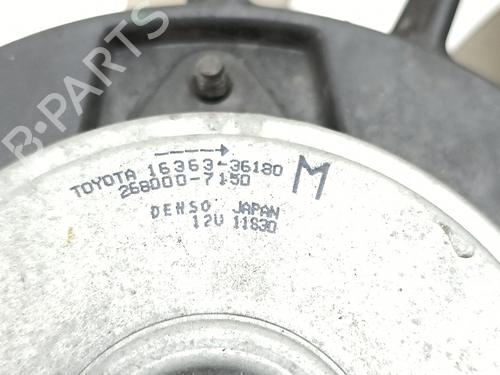 B-PARTS
TOYOTA 16363-36180
268000-7150
M
DENSO JAPAN
12V 11S30